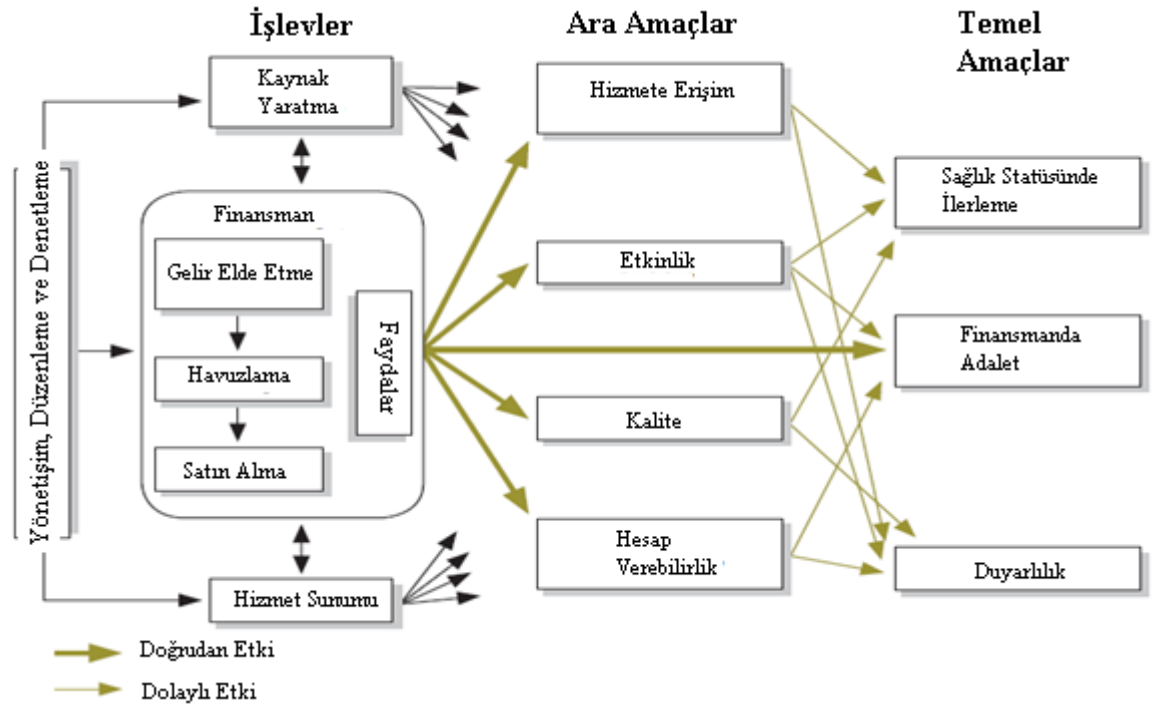 İşlevler
Ara Amaçlar
Temel
Amaçlar
Yönetişim, Düzenleme ve Denetleme
Kaynak
Yaratma
Finansman
Gelir Elde Etme
Havuzlama
Satın Alma
Faydalar
Hizmet Sunumu
Hizmete Erişim
Etkinlik
Kalite
Hesap
Verebilirlik
Sağlık Statüsünde
İlerleme
Finansmanda
Adalet
Duyarlılık
Doğrudan Etki
Dolaylı Etki